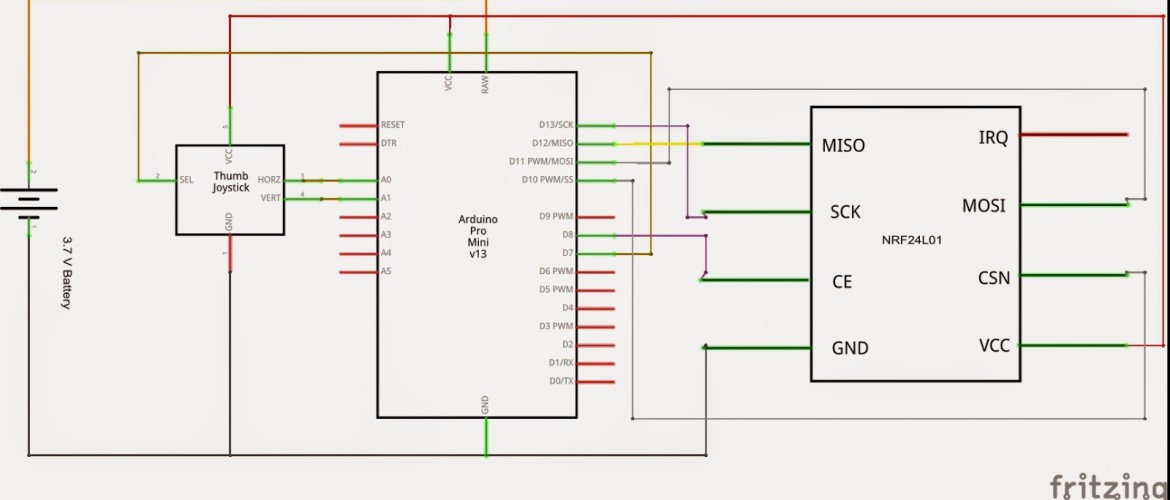 VCC
RAW
RESET
DTR
A0
A1
A2
A3
A4
A5
D13/SCK
D12/MISO
D11 PWM/MOSI
D10 PWM/SS
D9 PWM
D8
D7
D6 PWM
D5 PWM
D4
D3 PWM
D2
D1/RX
D0/TX
GND
Arduino
Pro
Mini
v13
5
VCC
2
SEL
Thumb
Joystick
HORZ
3
VERT
4
GND
1
2
1
3.7 V Battery
MISO
SCK
CE
GND
NRF24L01
IRQ
MOSI
CSN
VCC
fritzing